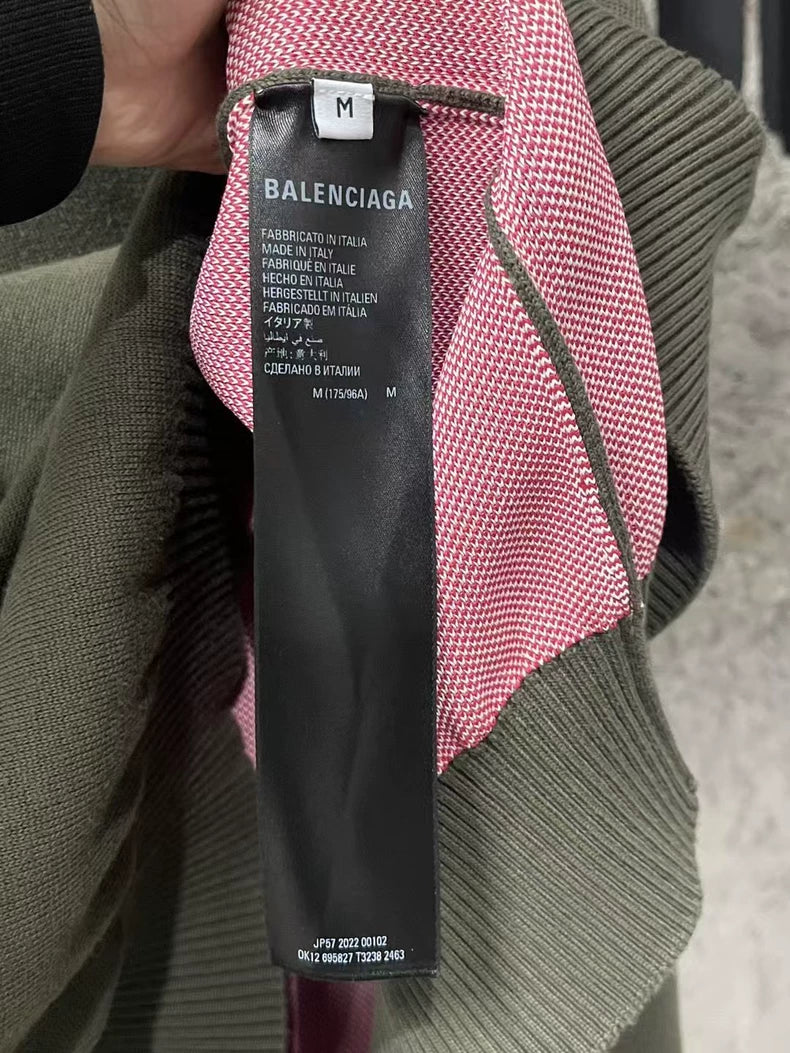 M
BALENCIAGA
FABBRICATO IN ITALIA
MADE IN ITALY
FABRIQUÉ EN ITALIE
HECHO EN ITALIA
HERGESTELLT IN ITALIEN
FABRICADO EM ITÁLIA
イタリア製
صنع في أيطاليا
产地: 意大利
СДЕЛАНО В ИТАЛИИ
M (175/96A) M
JP57 2022 00102
OK12 695827 T3238 2463